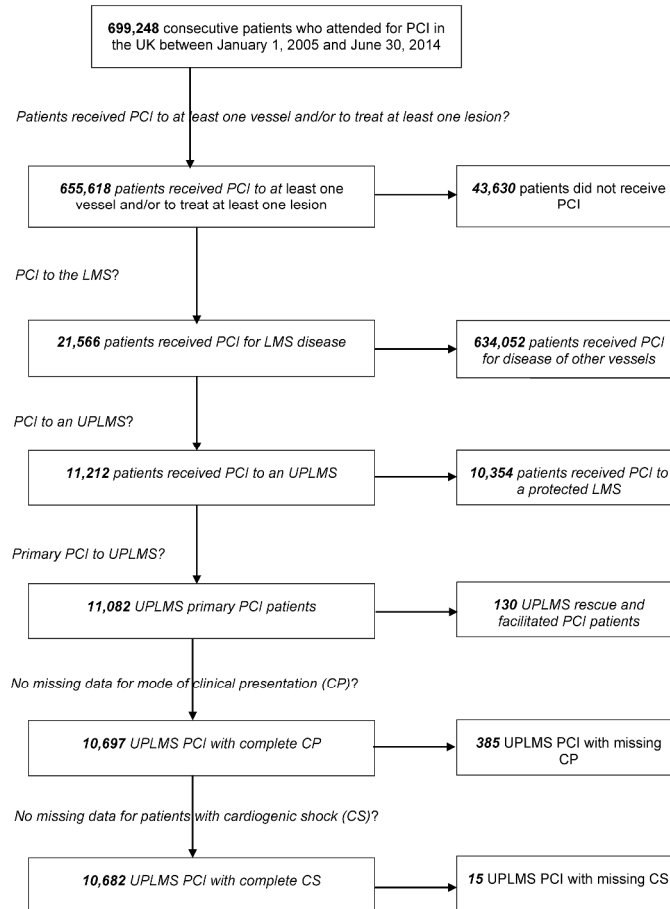 699,248 consecutive patients who attended for PCI in
the UK between January 1, 2005 and June 30, 2014
Patients received PCI to at least one vessel and/or to treat at least one lesion?
655,618 patients received PCI to at least one
vessel and/or to treat at least one lesion
43,630 patients did not receive
PCI
PCI to the LMS?
21,566 patients received PCI for LMS disease
634,052 patients received PCI
for disease of other vessels
PCI to an UPLMS?
11,212 patients received PCI to an UPLMS
10,354 patients received PCI to
a protected LMS
Primary PCI to UPLMS?
11,082 UPLMS primary PCI patients
130 UPLMS rescue and
facilitated PCI patients
No missing data for mode of clinical presentation (CP)?
10,697 UPLMS PCI with complete CP
385 UPLMS PCI with missing
CP
No missing data for patients with cardiogenic shock (CS)?
10,682 UPLMS PCI with complete CS
15 UPLMS PCI with missing CS